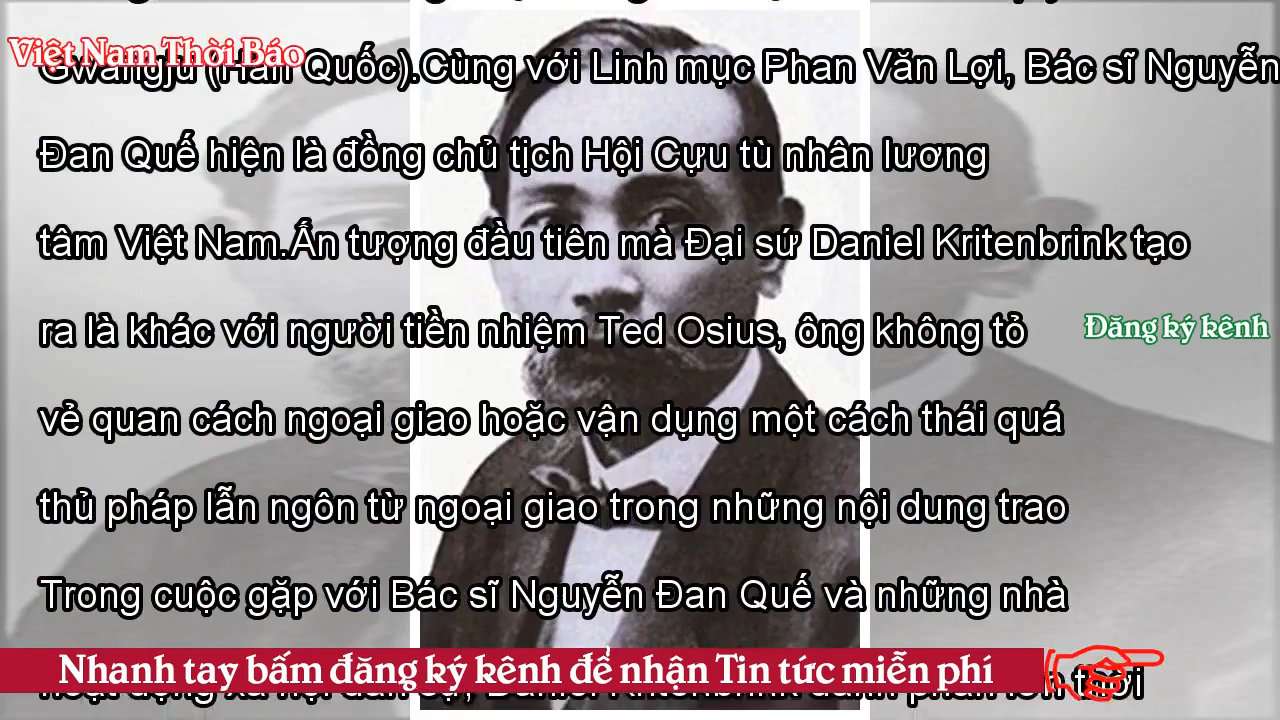 Việt Nam Thời Báo
Gwangju (Hàn Quốc).Cùng với Linh mục Phan Văn Lợi, Bác sĩ Nguyễn
Đan Quế hiện là đồng chủ tịch Hội Cựu tù nhân lương
tâm Việt Nam.Ấn tượng đầu tiên mà Đại sứ Daniel Kritenbrink tạo
ra là khác với người tiền nhiệm Ted Osius, ông không tỏ
Đăng ký kênh
vẻ quan cách ngoại giao hoặc vận dụng một cách thái quá
thủ pháp lẫn ngôn từ ngoại giao trong những nội dung trao
Trong cuộc gặp với Bác sĩ Nguyễn Đan Quế và những nhà
Nhanh tay bấm đăng ký kênh để nhận Tin tức miễn phí